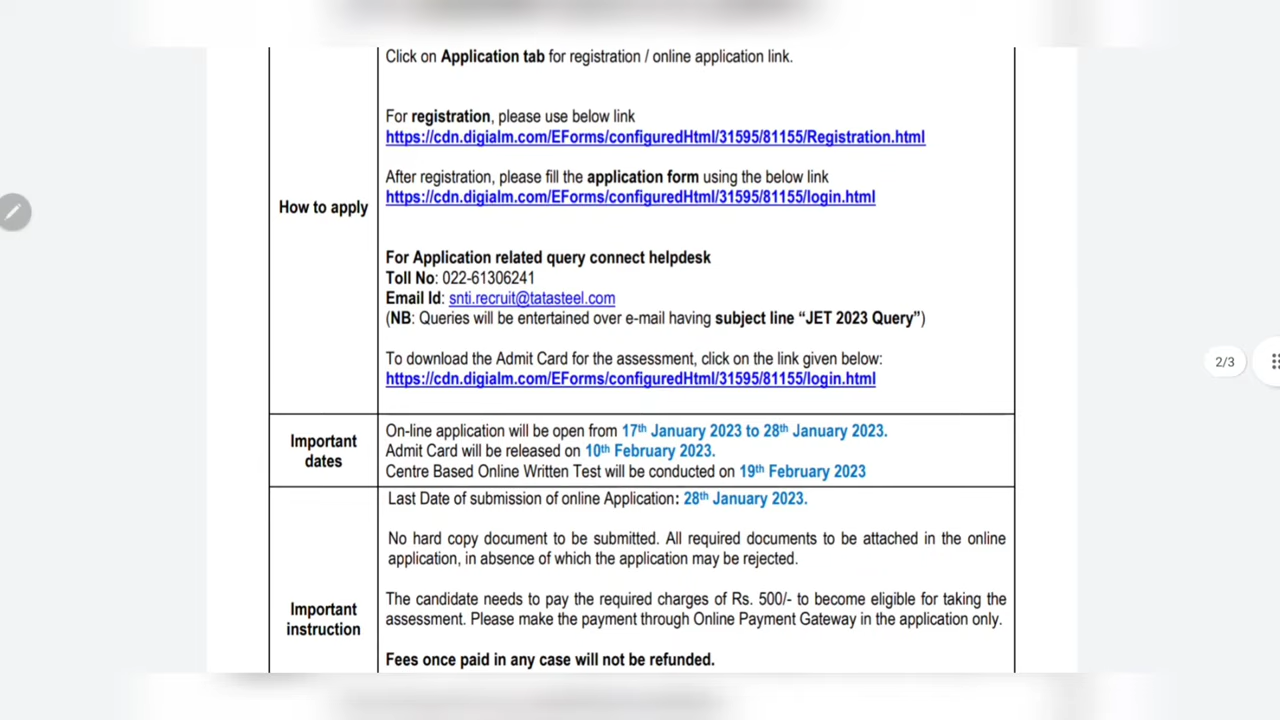 Click on Application tab for registration / online application link.
For registration, please use below link
https://cdn.digialm.com/EForms/configuredHtml/31595/81155/Registration.html
After registration, please fill the application form using the below link
https://cdn.digialm.com/EForms/configuredHtml/31595/81155/login.html
How to apply
For Application related query connect helpdesk
Toll No: 022-61306241
Email Id: snti.recruit@tatasteel.com
(NB: Queries will be entertained over e-mail having subject line “JET 2023 Query”)
To download the Admit Card for the assessment, click on the link given below:
https://cdn.digialm.com/EForms/configuredHtml/31595/81155/login.html
2/3
Important
dates
On-line application will be open from 17th January 2023 to 28th January 2023.
Admit Card will be released on 10th February 2023.
Centre Based Online Written Test will be conducted on 19th February 2023
Important
instruction
Last Date of submission of online Application: 28th January 2023.
No hard copy document to be submitted. All required documents to be attached in the online
application, in absence of which the application may be rejected.
The candidate needs to pay the required charges of Rs. 500/- to become eligible for taking the
assessment. Please make the payment through Online Payment Gateway in the application only.
Fees once paid in any case will not be refunded.